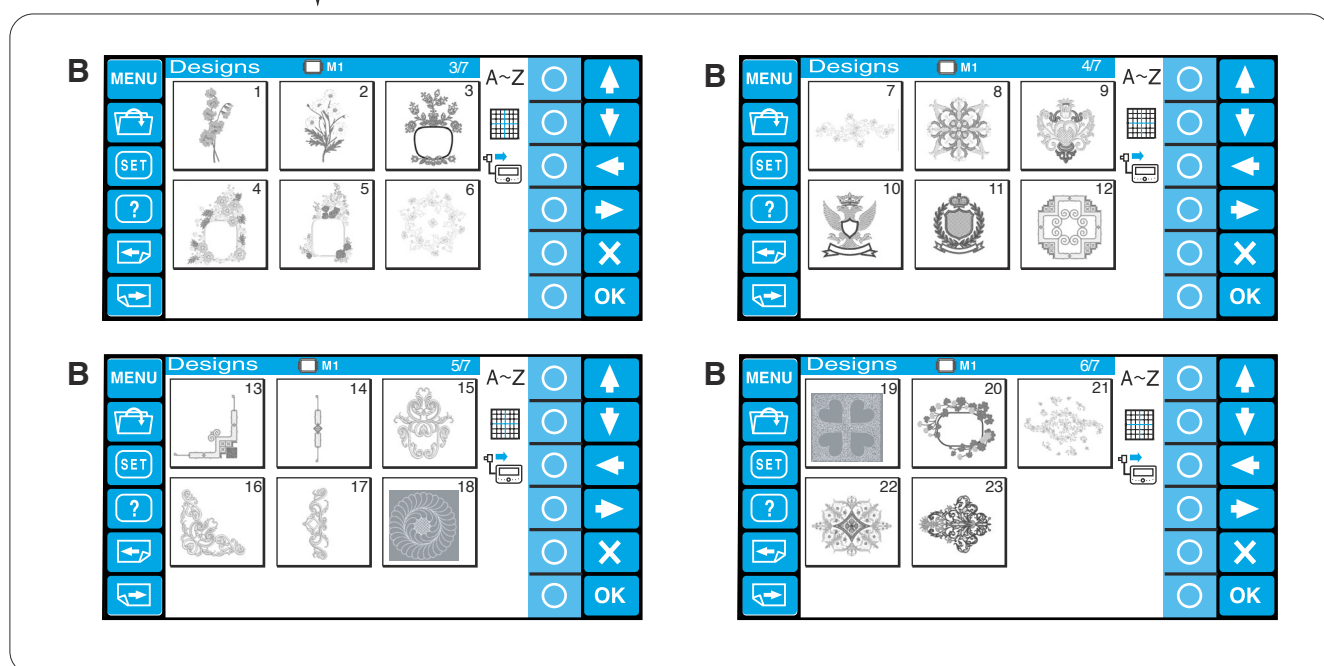 B
Designs M1 3/7
MENU
A~Z
1 2 3
SET
?
4 5 6
OK
B
Designs M1 4/7
MENU
A~Z
7 8 9
SET
?
10 11 12
OK
B
Designs M1 5/7
MENU
A~Z
13 14 15
SET
?
16 17 18
OK
B
Designs M1 6/7
MENU
A~Z
19 20 21
SET
?
22 23
OK